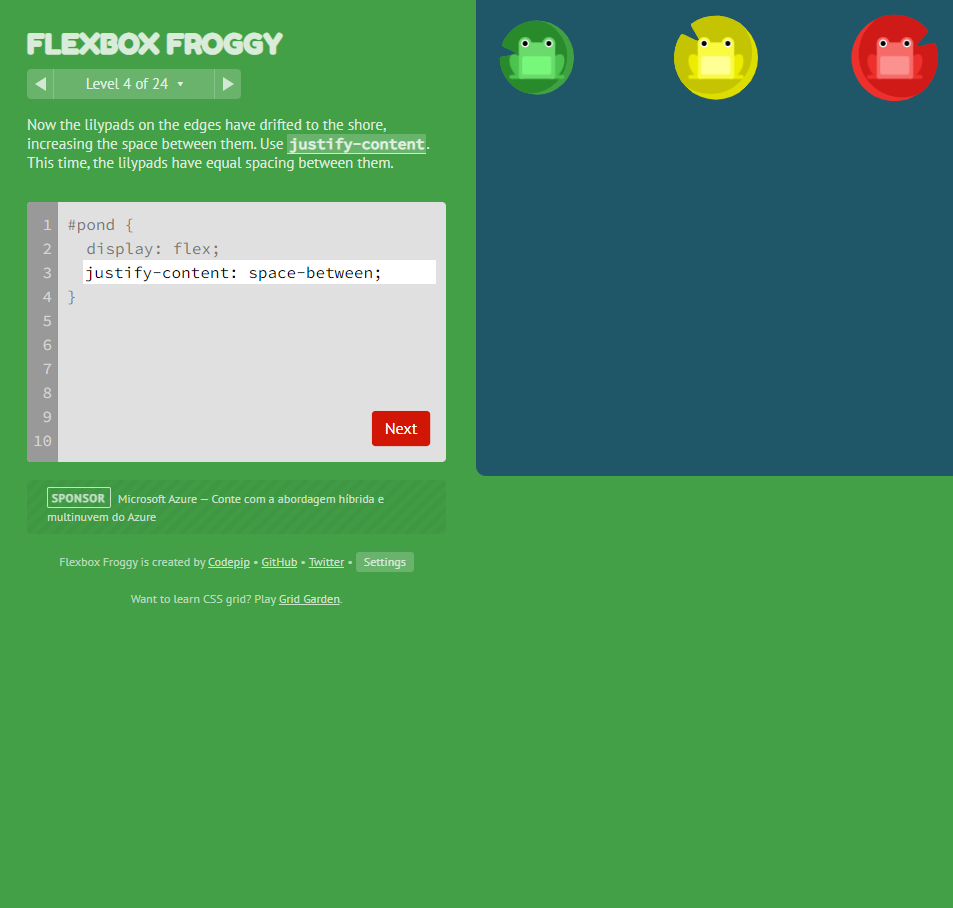 FLEXBOX FROGGY
Level 4 of 24
Now the lilypads on the edges have drifted to the shore,
increasing the space between them. Use justify-content.
This time, the lilypads have equal spacing between them.
1 #pond {
2 display: flex;
3 justify-content: space-between;
4 }
5
6
7
8
9
Next
10
SPONSOR Microsoft Azure — Conte com a abordagem híbrida e
multinuvem do Azure
Flexbox Froggy is created by Codepip • GitHub • Twitter • Settings
Want to learn CSS grid? Play Grid Garden.